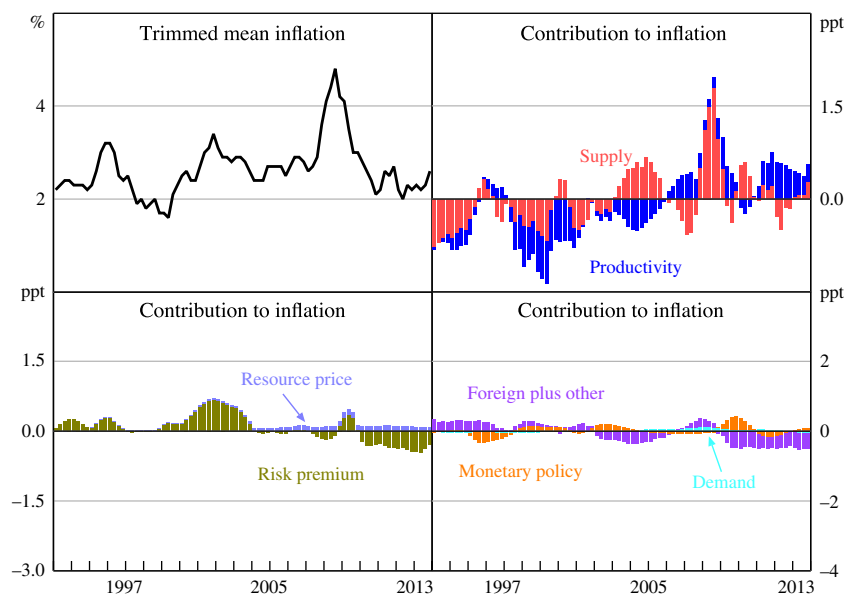 % Trimmed mean inflation Contribution to inflation ppt
4 1.5
Supply
2 0.0
Productivity
ppt ppt
Contribution to inflation Contribution to inflation
1.5 2
Resource price Foreign plus other
0.0 0
Risk premium Monetary policy Demand
–1.5 –2
–3.0 –4
1997 2005 2013 1997 2005 2013